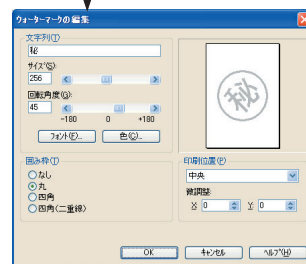 ウォーターマークの編集
文字列(T)
秘
サイズ(S):
256
回転角度(G):
45
-180 0 +180
フォント(F)... 色(C)...
囲み枠(T)
なし
丸
四角
四角(二重線)
秘
印刷位置(P)
中央
微調整:
X 0 Y 0
OK キャンセル ヘルプ(H)